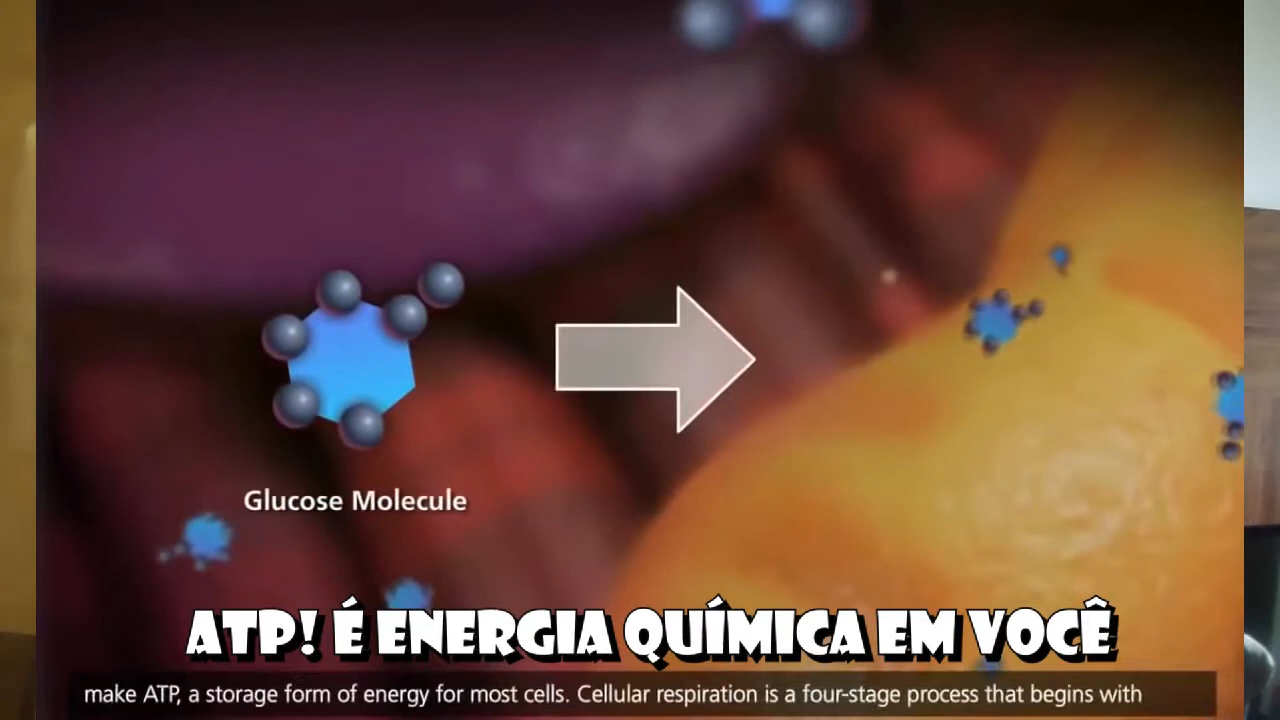 Glucose Molecule
ATP! É ENERGIA QUÍMICA EM VOCÊ
make ATP, a storage form of energy for most cells. Cellular respiration is a four-stage process that begins with